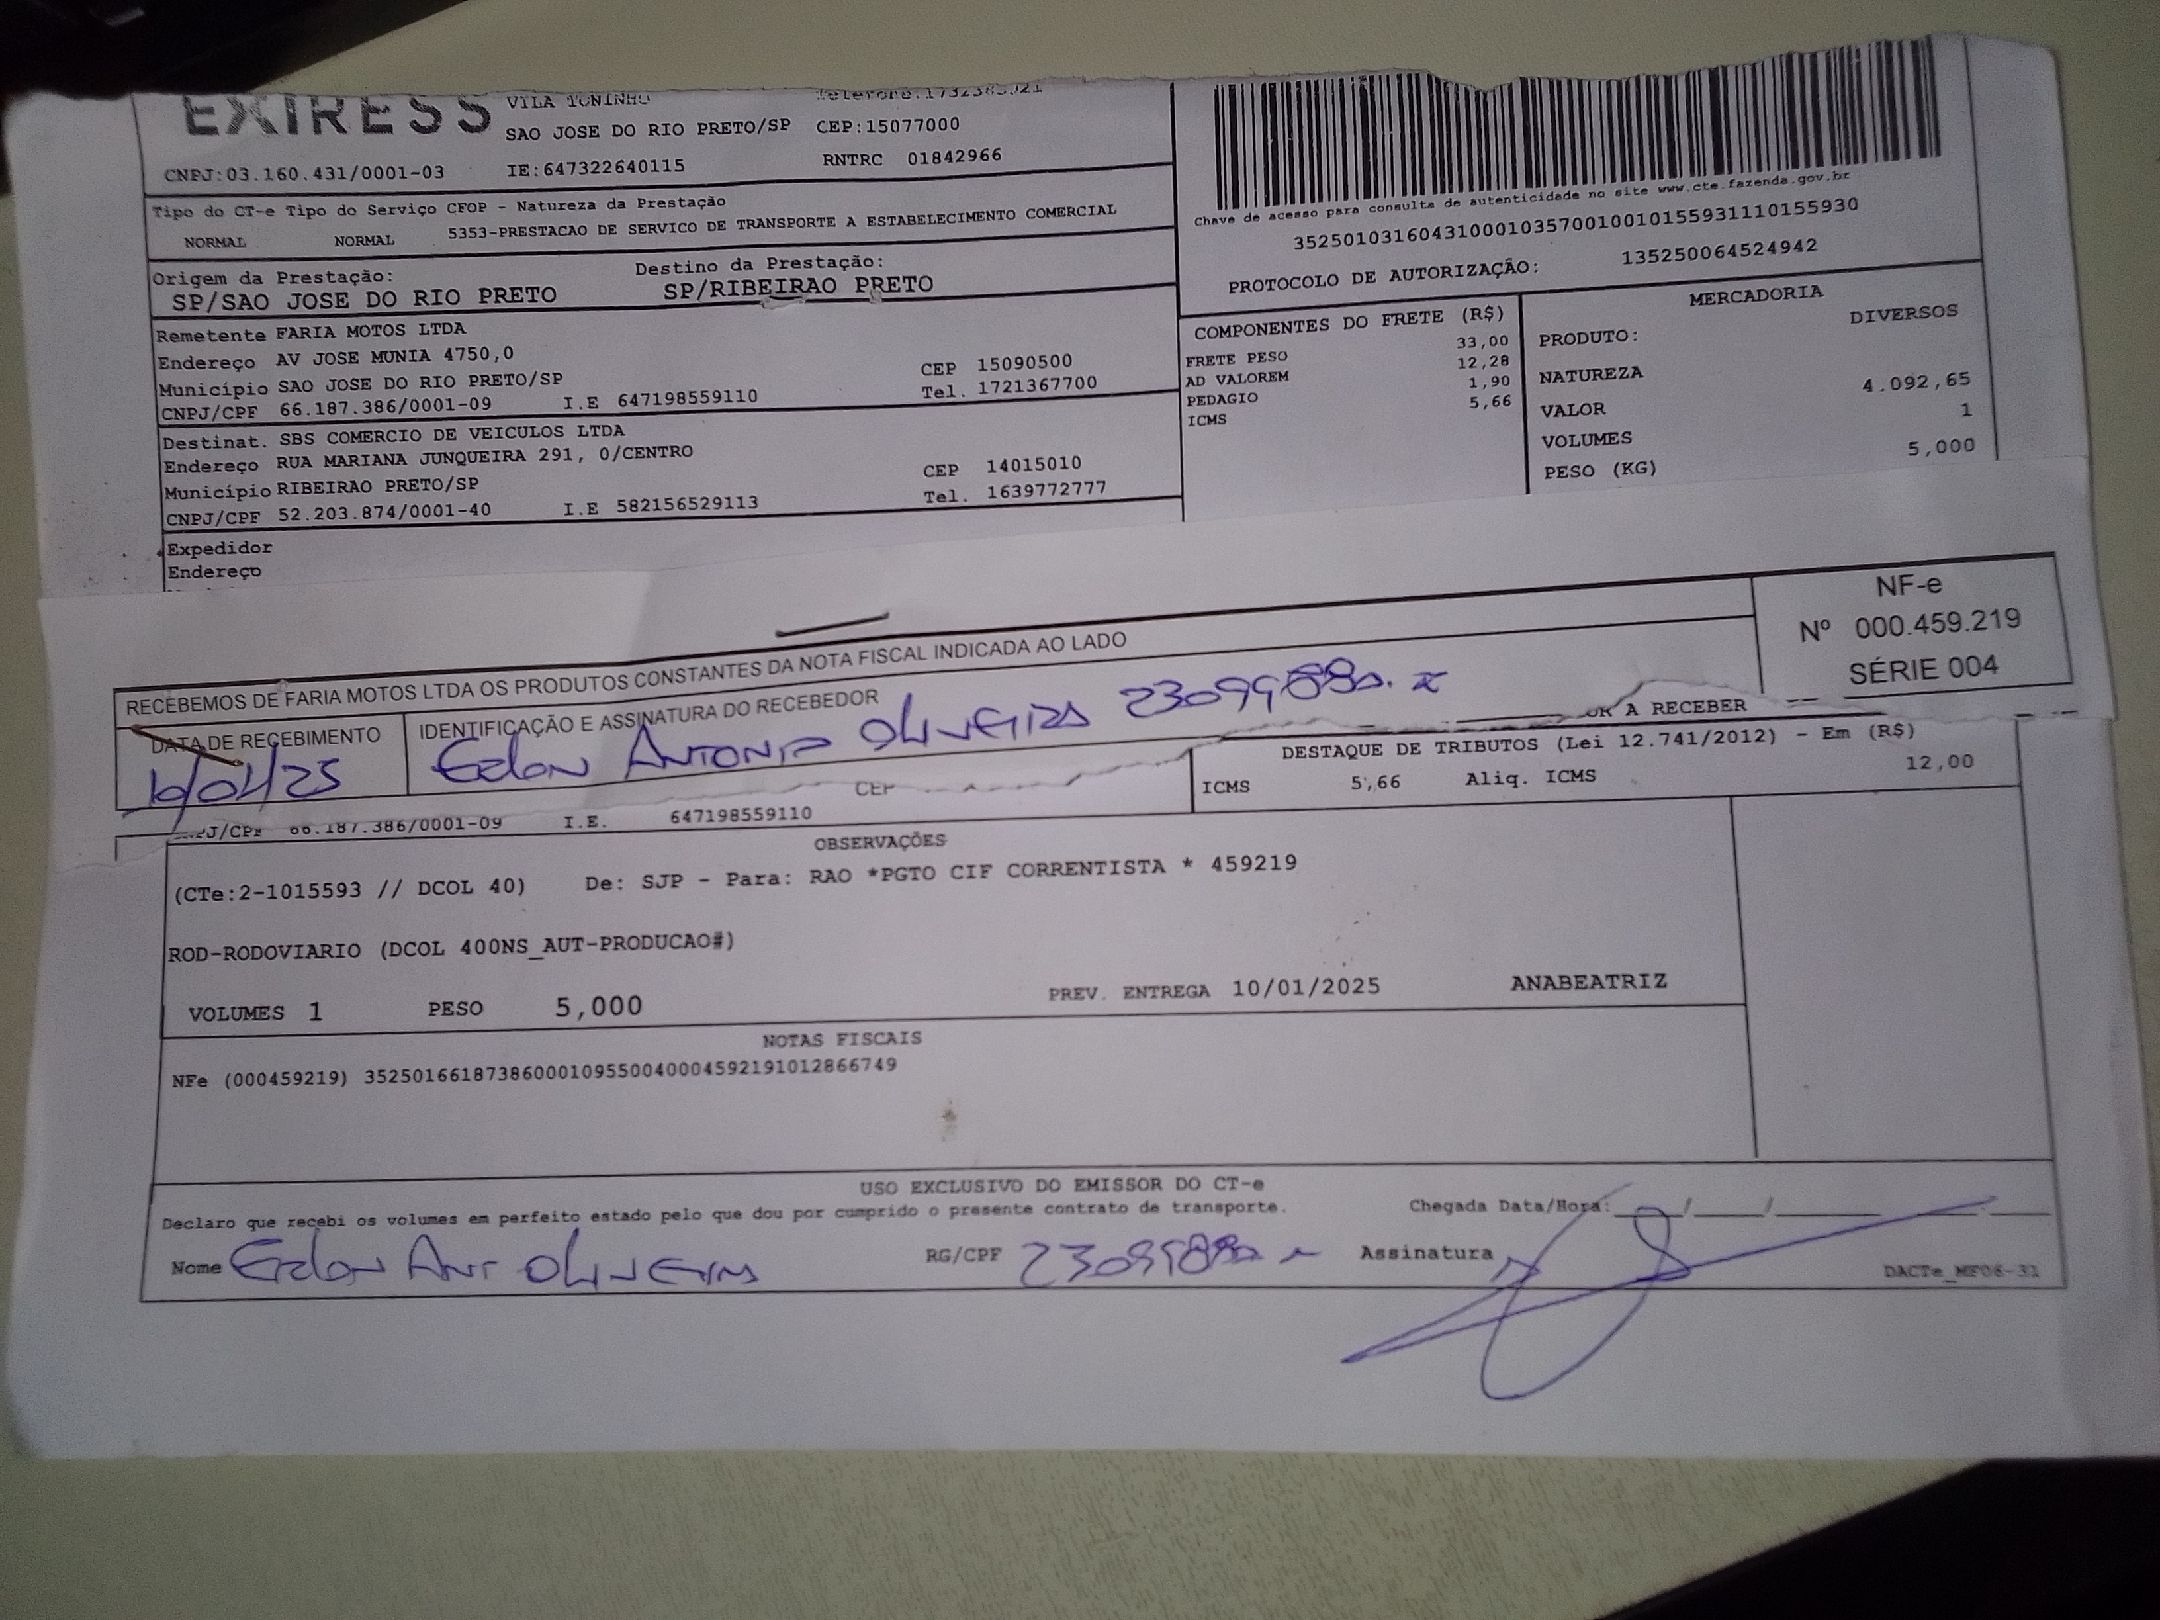 EXPRESS
VILA TONINHO
SAO JOSE DO RIO PRETO/SP CEP:15077000
CNPJ:03.160.431/0001-03 IE:647322640115 RNTRC 01842966
Chave de acesso para consulta de autenticidade no site www.cte.fazenda.gov.br
35250103160431000103570010010155931110155930
PROTOCOLO DE AUTORIZAÇÃO: 135250064524942
Tipo do CT-e Tipo do Serviço CFOP - Natureza da Prestação
NORMAL NORMAL 5353-PRESTACAO DE SERVICO DE TRANSPORTE A ESTABELECIMENTO COMERCIAL
Origem da Prestação: Destino da Prestação:
SP/SAO JOSE DO RIO PRETO SP/RIBEIRAO PRETO
Remetente FARIA MOTOS LTDA
Endereço AV JOSE MUNIA 4750,0 CEP 15090500
Município SAO JOSE DO RIO PRETO/SP Tel. 1721367700
CNPJ/CPF 66.187.386/0001-09 I.E 647198559110
Destinat. SBS COMERCIO DE VEICULOS LTDA
Endereço RUA MARIANA JUNQUEIRA 291, 0/CENTRO CEP 14015010
Município RIBEIRAO PRETO/SP Tel. 1639772777
CNPJ/CPF 52.203.874/0001-40 I.E 582156529113
Expedidor
Endereço
COMPONENTES DO FRETE (R$)
FRETE PESO 33,00
AD VALOREM 12,28
PEDAGIO 1,90
ICMS 5,66
MERCADORIA
PRODUTO: DIVERSOS
NATUREZA
VALOR 4.092,65
VOLUMES 1
PESO (KG) 5,000
RECEBEMOS DE FARIA MOTOS LTDA OS PRODUTOS CONSTANTES DA NOTA FISCAL INDICADA AO LADO
NF-e
Nº 000.459.219
SÉRIE 004
DATA DE RECEBIMENTO IDENTIFICAÇÃO E ASSINATURA DO RECEBEDOR
ANTONIO OLIVEIRA
A RECEBER
DESTAQUE DE TRIBUTOS (Lei 12.741/2012) - Em (R$)
ICMS 5,66 Aliq. ICMS 12,00
CEP
CNPJ/CPF 66.187.386/0001-09 I.E. 647198559110
OBSERVAÇÕES
(CTe:2-1015593 // DCOL 40) De: SJP - Para: RAO *PGTO CIF CORRENTISTA * 459219
ROD-RODOVIARIO (DCOL 400NS_AUT-PRODUCAO#)
VOLUMES 1 PESO 5,000 PREV. ENTREGA 10/01/2025 ANABEATRIZ
NOTAS FISCAIS
NFe (000459219) 35250166187386000109550040004592191012866749
USO EXCLUSIVO DO EMISSOR DO CT-e
Declaro que recebi os volumes em perfeito estado pelo que dou por cumprido o presente contrato de transporte. Chegada Data/Hora:
Nome ANT OLIVEIRA RG/CPF Assinatura
DACTe_MF06-31